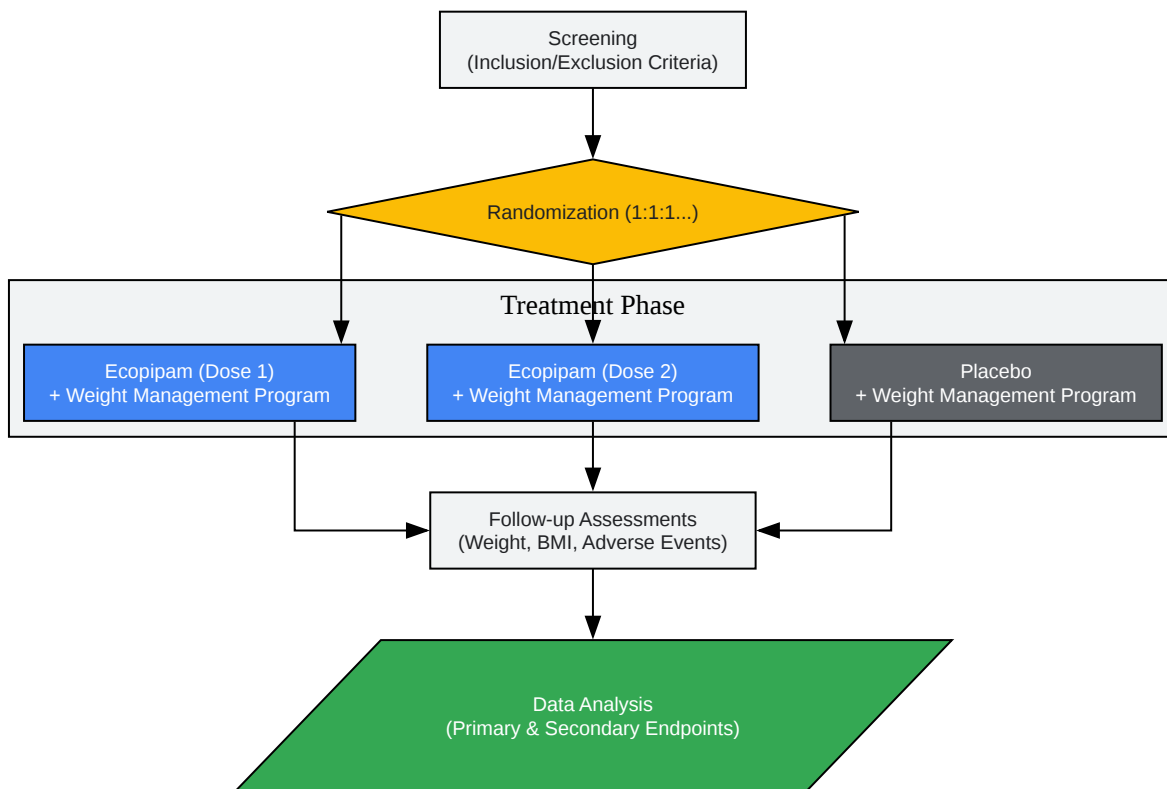 Screening
(Inclusion/Exclusion Criteria)
Randomization (1:1:1...)
Treatment Phase
Ecopipam (Dose 1)
+ Weight Management Program
Ecopipam (Dose 2)
+ Weight Management Program
Placebo
+ Weight Management Program
Follow-up Assessments
(Weight, BMI, Adverse Events)
Data Analysis
(Primary & Secondary Endpoints)